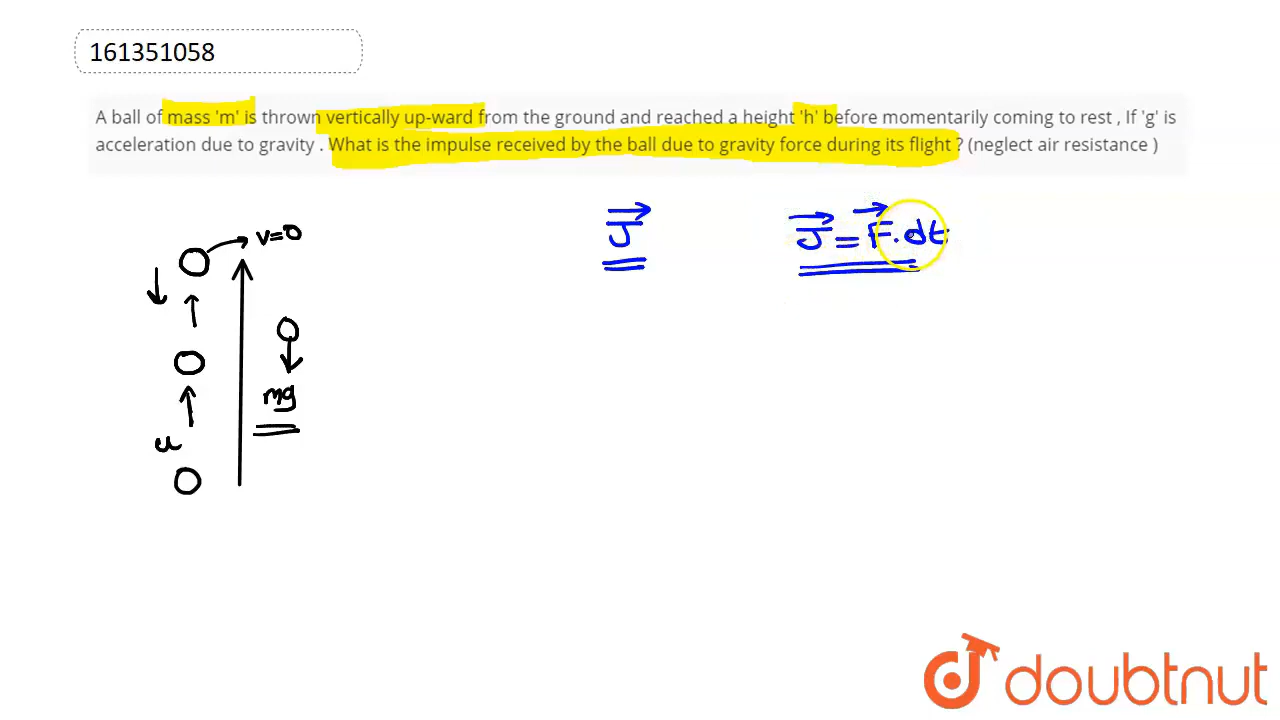 161351058
A ball of mass 'm' is thrown vertically up-ward from the ground and reached a height 'h' before momentarily coming to rest , If 'g' is
acceleration due to gravity . What is the impulse received by the ball due to gravity force during its flight ? (neglect air resistance )
J
J = F.dt
v=0
mg
u
doubtnut